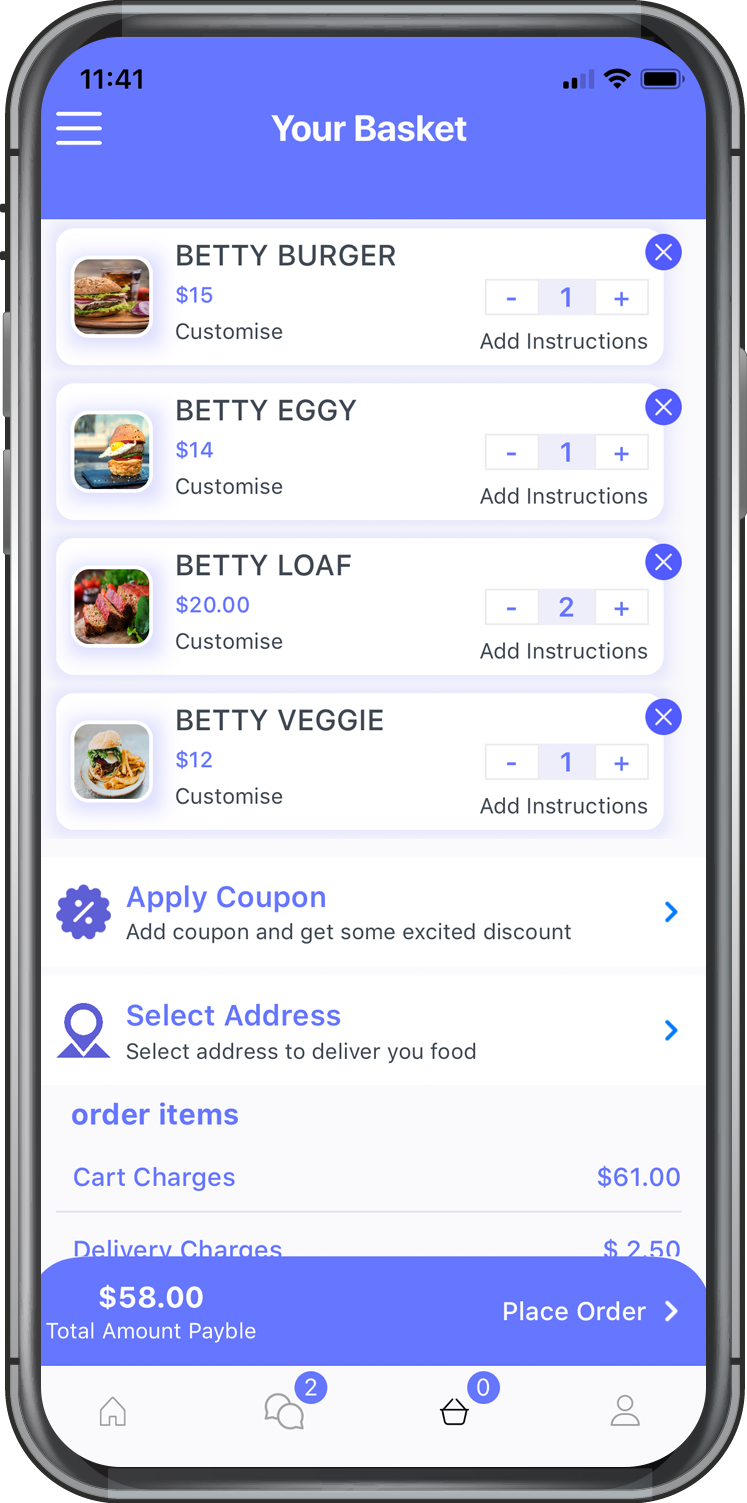 11:41
Your Basket
BETTY BURGER
$15
- 1 +
Customise
Add Instructions
BETTY EGGY
$14
- 1 +
Customise
Add Instructions
BETTY LOAF
$20.00
- 2 +
Customise
Add Instructions
BETTY VEGGIE
$12
- 1 +
Customise
Add Instructions
%
Apply Coupon
Add coupon and get some excited discount
Select Address
Select address to deliver you food
order items
Cart Charges $61.00
Delivery Charges $ 2.50
$58.00
Total Amount Payble
Place Order
2 0